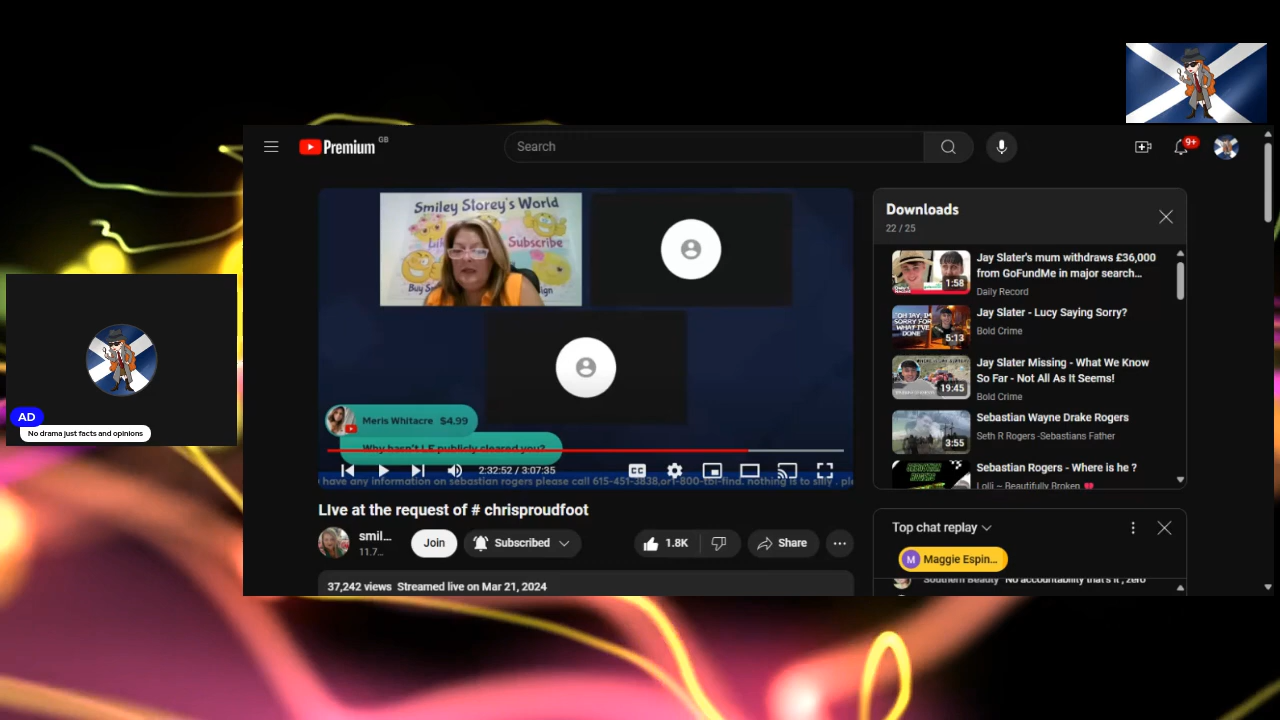 Premium GB
Search
9+
Smiley Storey's World
Subscribe
Meris Whitacre $4.99
Why hasn't LE publicly cleared you?
2:32:52 / 3:07:35
CC
have any information on sebastian rogers please call 615-451-3838,or1-800-tbi-find. nothing is to silly .
Live at the request of # chrisproudfoot
smil...
11.7...
Join
Subscribed
1.8K
Share
37,242 views Streamed live on Mar 21, 2024
Downloads
22 / 25
Jay Slater's mum withdraws £36,000
from GoFundMe in major search...
Daily Record
1:58
Jay Slater - Lucy Saying Sorry?
Bold Crime
5:13
Jay Slater Missing - What We Know
So Far - Not All As It Seems!
Bold Crime
19:45
Sebastian Wayne Drake Rogers
Seth R Rogers -Sebastians Father
3:55
Sebastian Rogers - Where is he ?
Lolli ~ Beautifully Broken
Top chat replay
M Maggie Espin...
Southern Beauty No accountability that's it , zero
AD
No drama just facts and opinions